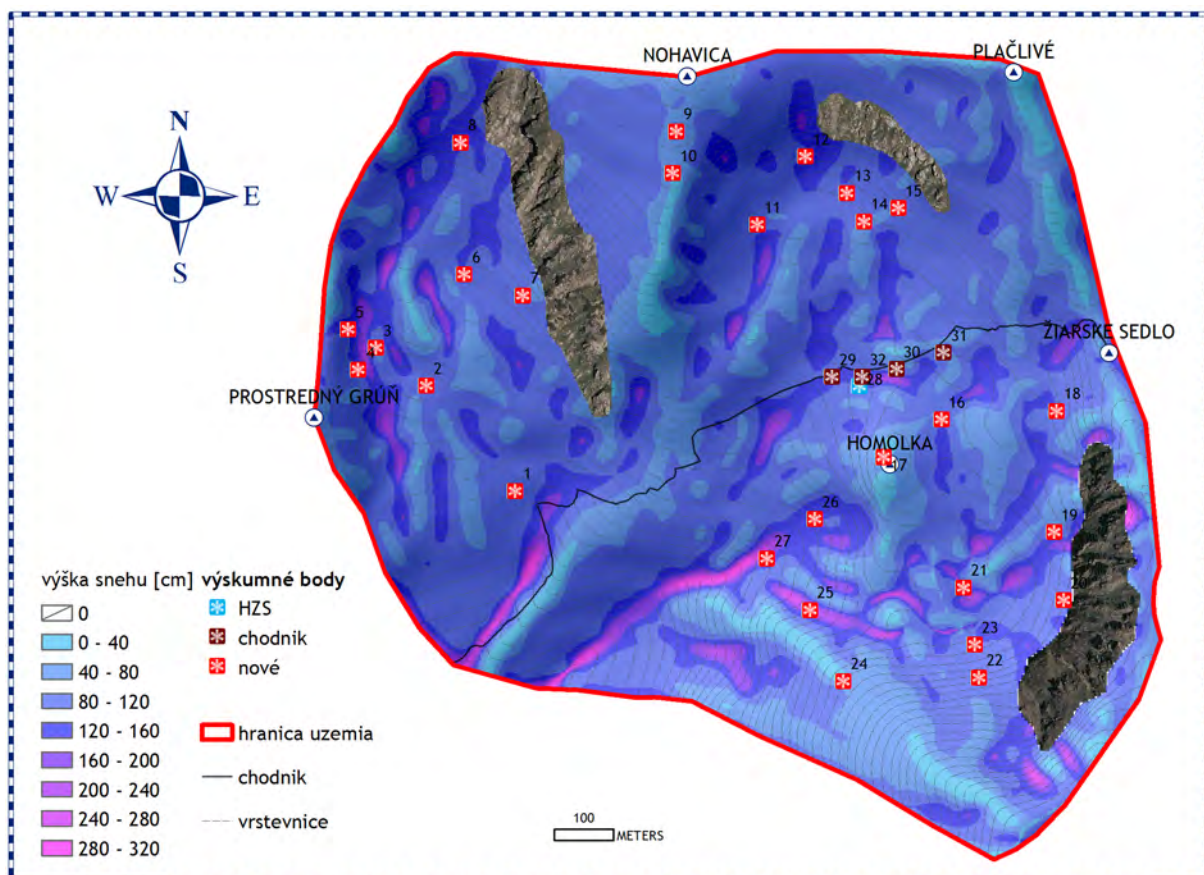 NOHAVICA
PLAČLIVÉ
N
W E
S
8
9
10
12
13
15
14
11
6
7
5
3
4
2
PROSTREDNÝ GRÚŇ
ŽIARSKE SEDLO
31
29 32 30
28
18
16
HOMOLKA
17
1
26
19
27
21
20
25
23
24
22
výška snehu [cm]
0
0 - 40
40 - 80
80 - 120
120 - 160
160 - 200
200 - 240
240 - 280
280 - 320
výskumné body
HZS
chodnik
nové
hranica uzemia
chodnik
vrstevnice
100
METERS